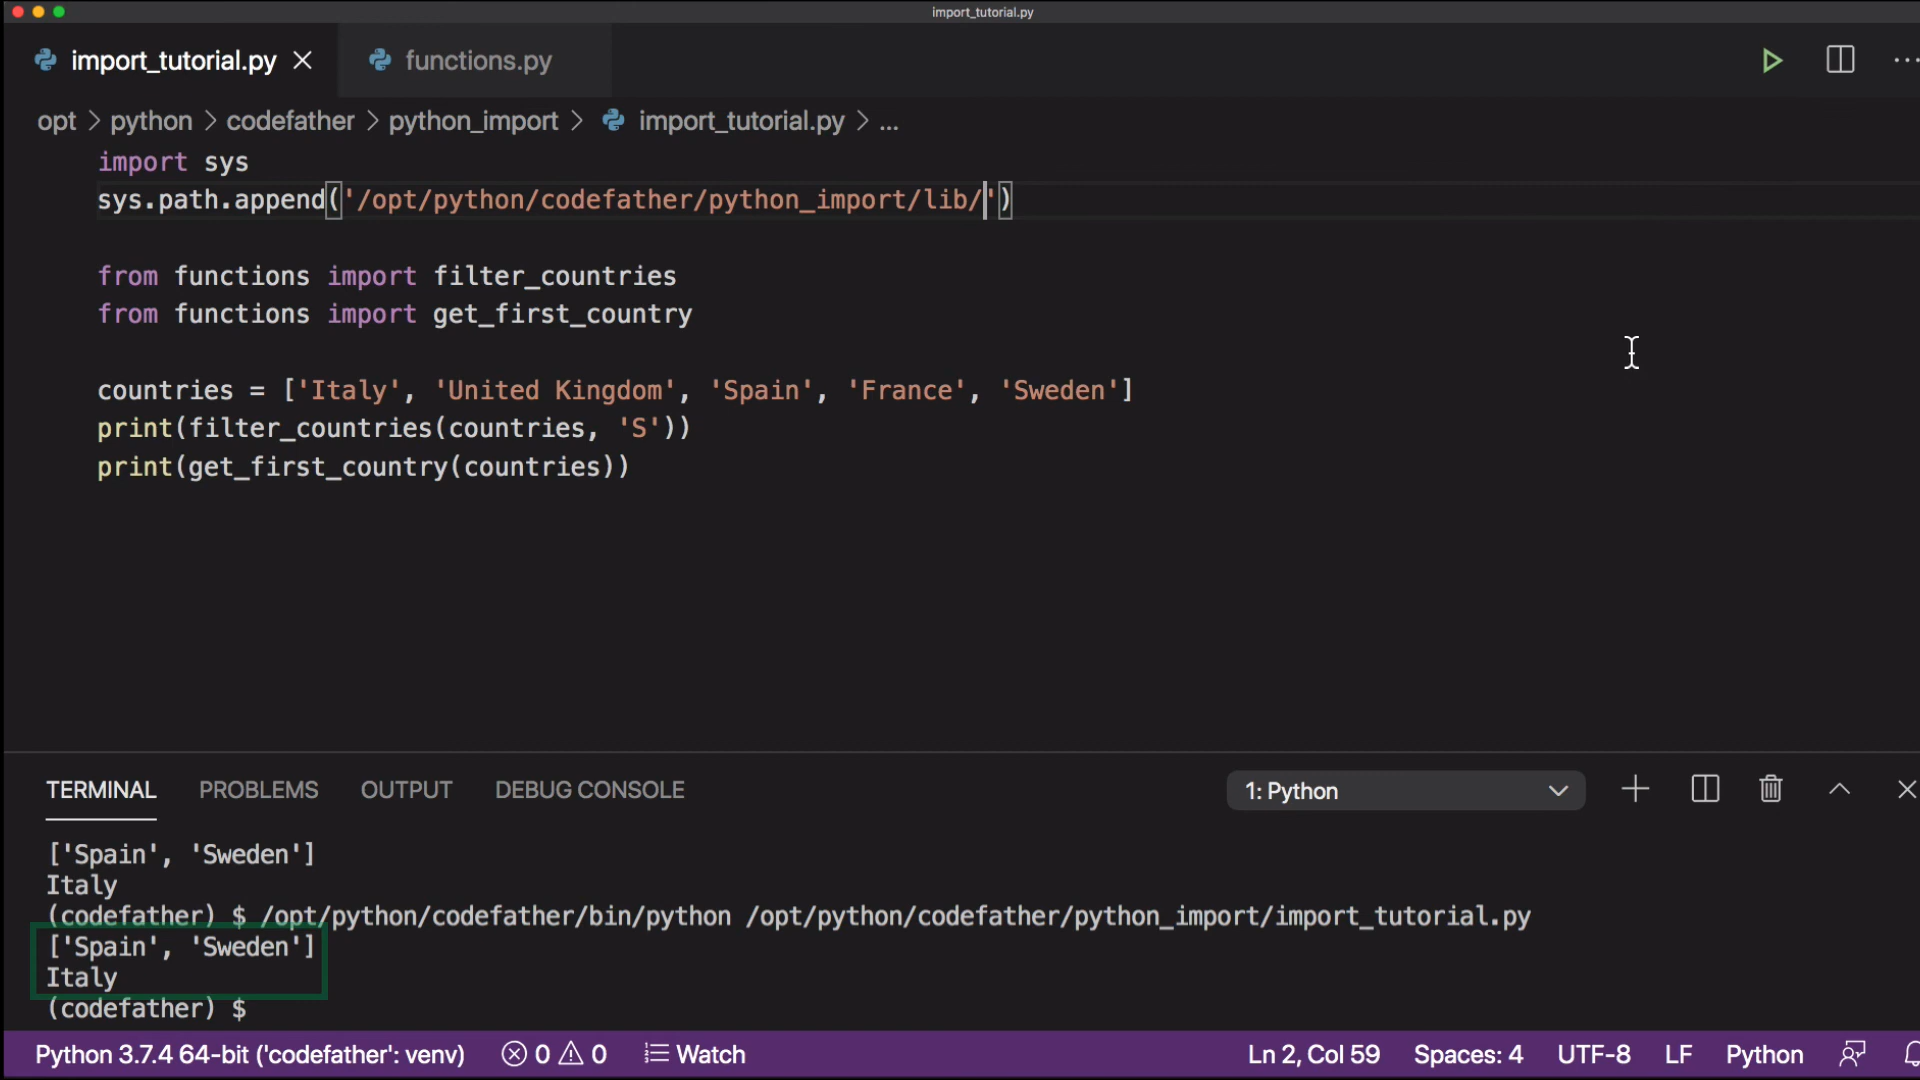 import_tutorial.py
import_tutorial.py functions.py
opt > python > codefather > python_import > import_tutorial.py > ...
import sys
sys.path.append('/opt/python/codefather/python_import/lib/')
from functions import filter_countries
from functions import get_first_country
countries = ['Italy', 'United Kingdom', 'Spain', 'France', 'Sweden']
print(filter_countries(countries, 'S'))
print(get_first_country(countries))
TERMINAL PROBLEMS OUTPUT DEBUG CONSOLE 1: Python
['Spain', 'Sweden']
Italy
(codefather) $ /opt/python/codefather/bin/python /opt/python/codefather/python_import/import_tutorial.py
['Spain', 'Sweden']
Italy
(codefather) $
Python 3.7.4 64-bit ('codefather': venv) 0 0 Watch Ln 2, Col 59 Spaces: 4 UTF-8 LF Python